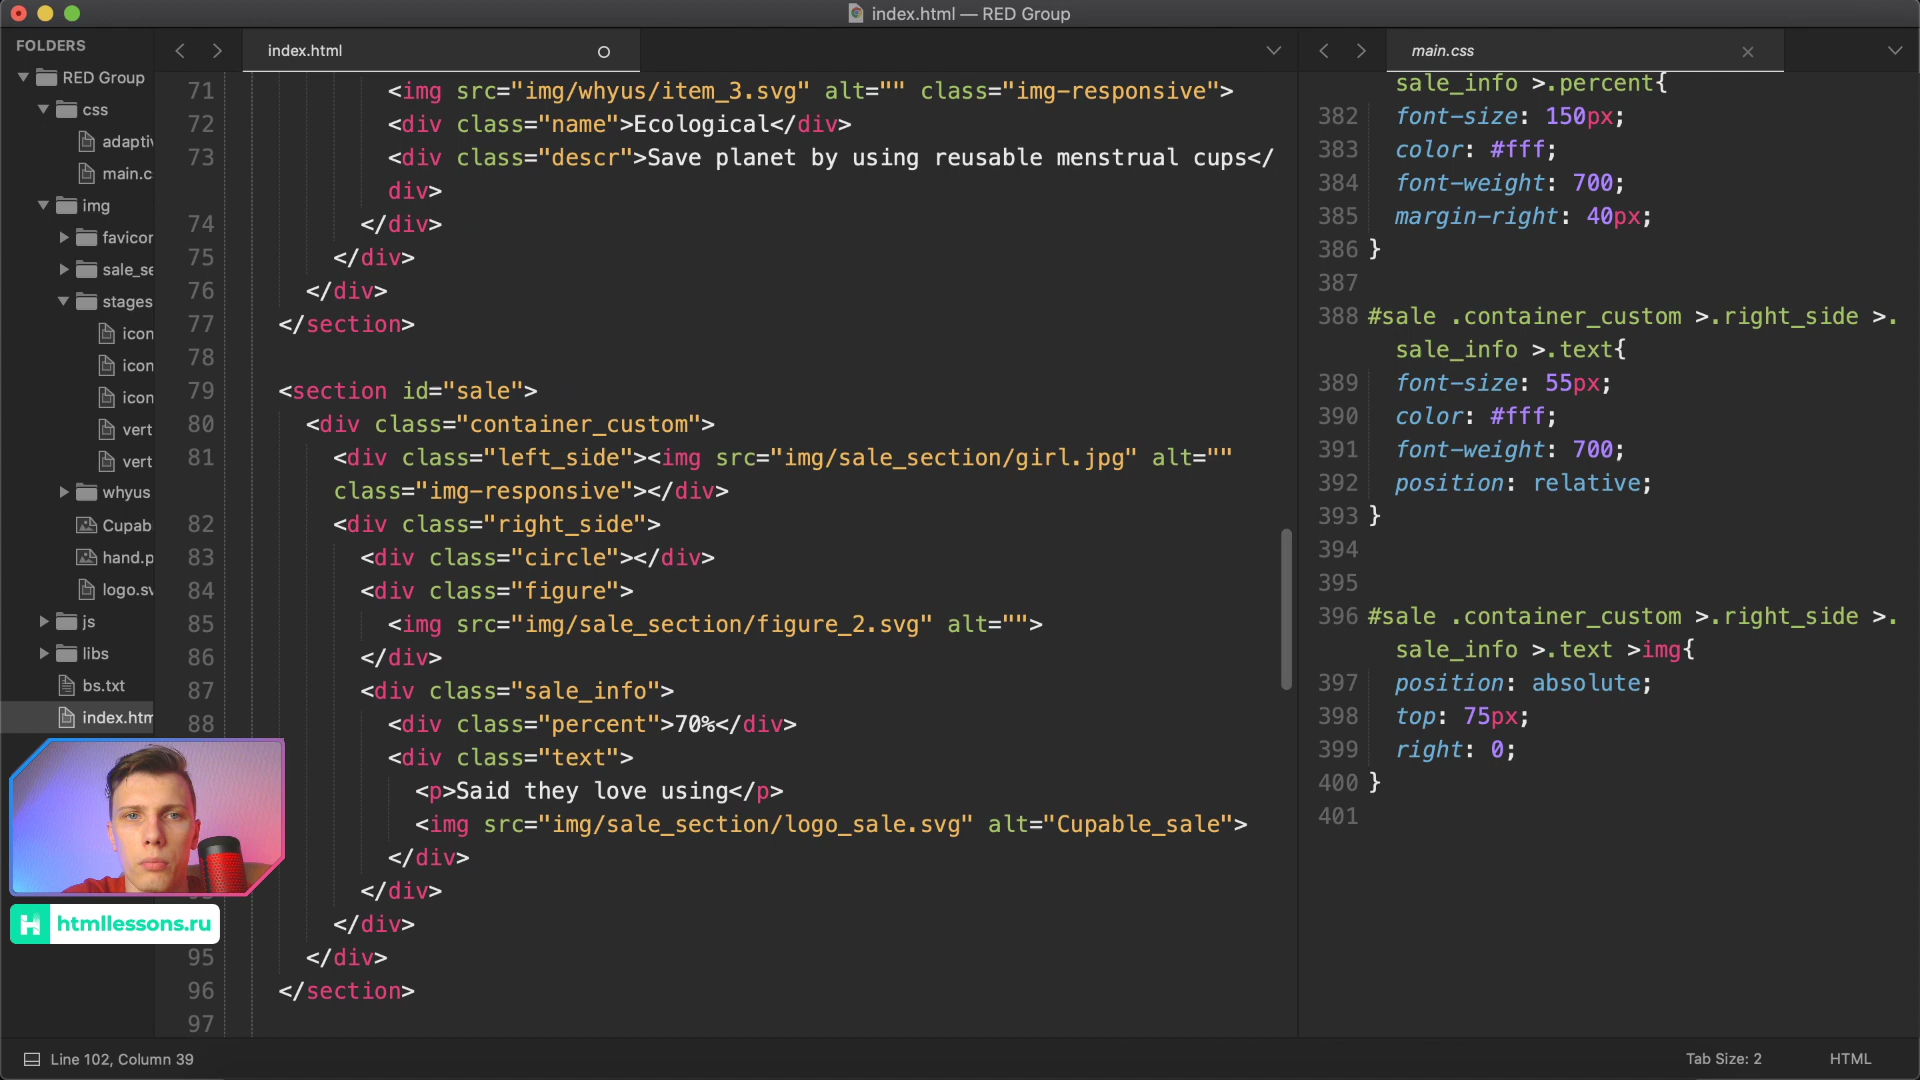 index.html — RED Group
FOLDERS
RED Group
css
adaptiv
main.c
img
favicor
sale_se
stages
icon
icon
icon
vert
vert
whyus
Cupab
hand.p
logo.sv
js
libs
bs.txt
index.htm
htmllessons.ru
index.html
71 <img src="img/whyus/item_3.svg" alt="" class="img-responsive">
72 <div class="name">Ecological</div>
73 <div class="descr">Save planet by using reusable menstrual cups</
div>
74 </div>
75 </div>
76 </div>
77 </section>
78
79 <section id="sale">
80 <div class="container_custom">
81 <div class="left_side"><img src="img/sale_section/girl.jpg" alt=""
class="img-responsive"></div>
82 <div class="right_side">
83 <div class="circle"></div>
84 <div class="figure">
85 <img src="img/sale_section/figure_2.svg" alt="">
86 </div>
87 <div class="sale_info">
88 <div class="percent">70%</div>
<div class="text">
<p>Said they love using</p>
<img src="img/sale_section/logo_sale.svg" alt="Cupable_sale">
</div>
</div>
</div>
95 </div>
96 </section>
97
main.css
sale_info >.percent{
382 font-size: 150px;
383 color: #fff;
384 font-weight: 700;
385 margin-right: 40px;
386 }
387
388 #sale .container_custom >.right_side >.
sale_info >.text{
389 font-size: 55px;
390 color: #fff;
391 font-weight: 700;
392 position: relative;
393 }
394
395
396 #sale .container_custom >.right_side >.
sale_info >.text >img{
397 position: absolute;
398 top: 75px;
399 right: 0;
400 }
401
Line 102, Column 39
Tab Size: 2
HTML